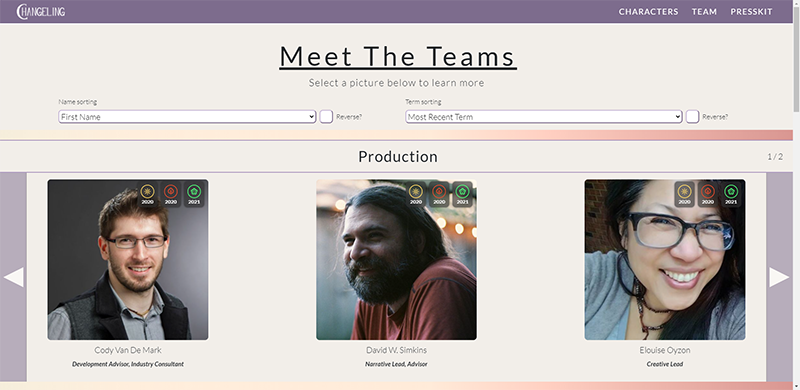 CHANGELING
CHARACTERS TEAM PRESSKIT
Meet The Teams
Select a picture below to learn more
Name sorting
First Name
Reverse?
Term sorting
Most Recent Term
Reverse?
Production
1 / 2
2020 2020 2021
2020 2020 2021
2020 2020 2021
Cody Van De Mark
Development Advisor, Industry Consultant
David W. Simkins
Narrative Lead, Advisor
Elouise Oyzon
Creative Lead